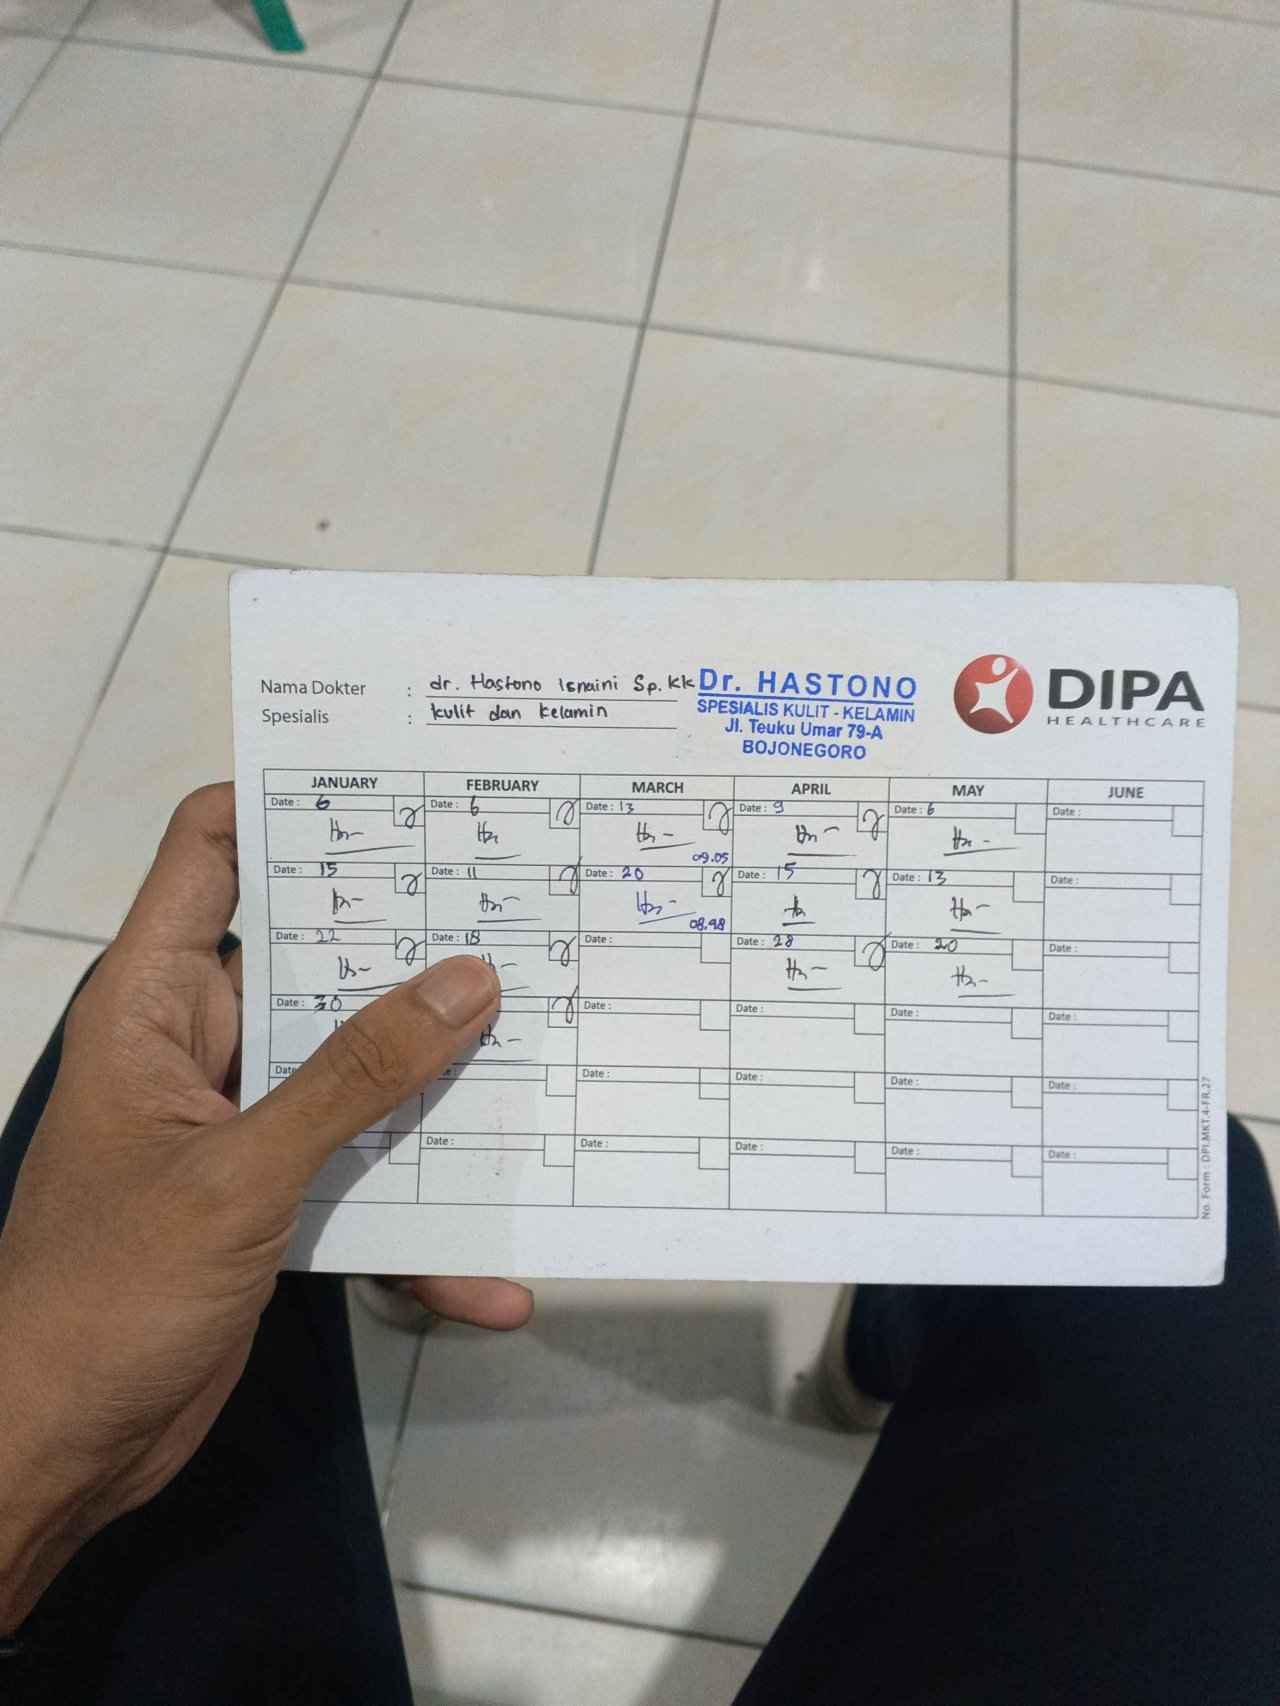 Nama Dokter : dr. Hastono Isnaini Sp.KK
Spesialis : kulit dan kelamin
Dr. HASTONO
SPESIALIS KULIT - KELAMIN
Jl. Teuku Umar 79-A
BOJONEGORO
DIPA
HEALTHCARE
JANUARY FEBRUARY MARCH APRIL MAY JUNE
Date : 6 Date : 6 Date : 13 Date : 9 Date : 6 Date :
09.05
Date : 15 Date : 11 Date : 20 Date : 15 Date : 13 Date :
08.48
Date : 22 Date : 18 Date : Date : 28 Date : 20 Date :
Date : 30 Date : Date : Date : Date :
Date : Date : Date : Date :
Date : Date : Date : Date : Date :
No. Form : DPI.MKT.4-FR.27